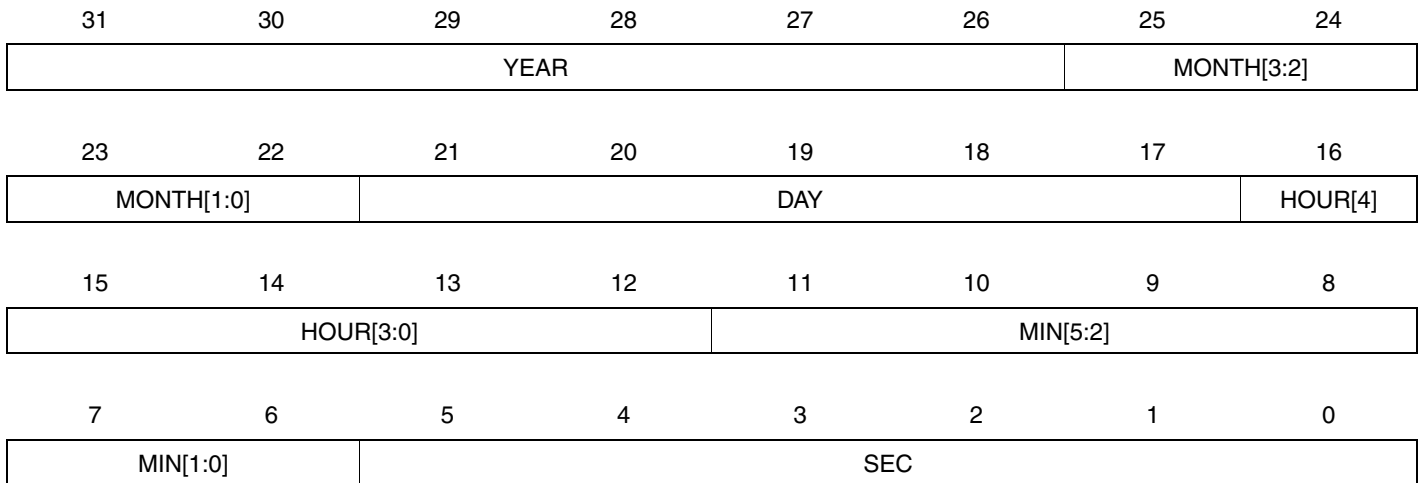 31 30 29 28 27 26 25 24
YEAR MONTH[3:2]
23 22 21 20 19 18 17 16
MONTH[1:0] DAY HOUR[4]
15 14 13 12 11 10 9 8
HOUR[3:0] MIN[5:2]
7 6 5 4 3 2 1 0
MIN[1:0] SEC